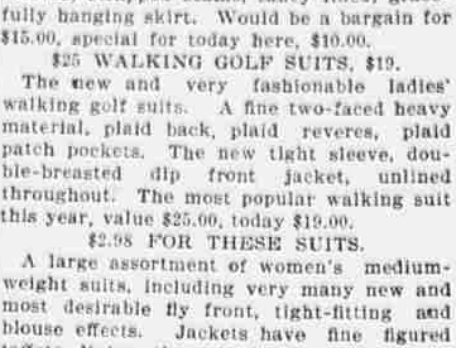 fully hanging skirt. Would be a bargain for
$15.00, special for today here, $10.00.
$25 WALKING GOLF SUITS, $19.
The new and very fashionable ladies'
walking golf suits. A fine two-faced heavy
material, plaid back, plaid reveres, plaid
patch pockets. The new tight sleeve, dou-
ble-breasted dip front jacket, unlined
throughout. The most popular walking suit
this year, value $25.00, today $19.00.
$2.98 FOR THESE SUITS.
A large assortment of women's medium-
weight suits, including very many new and
most desirable fly front, tight-fitting and
blouse effects. Jackets have fine figured